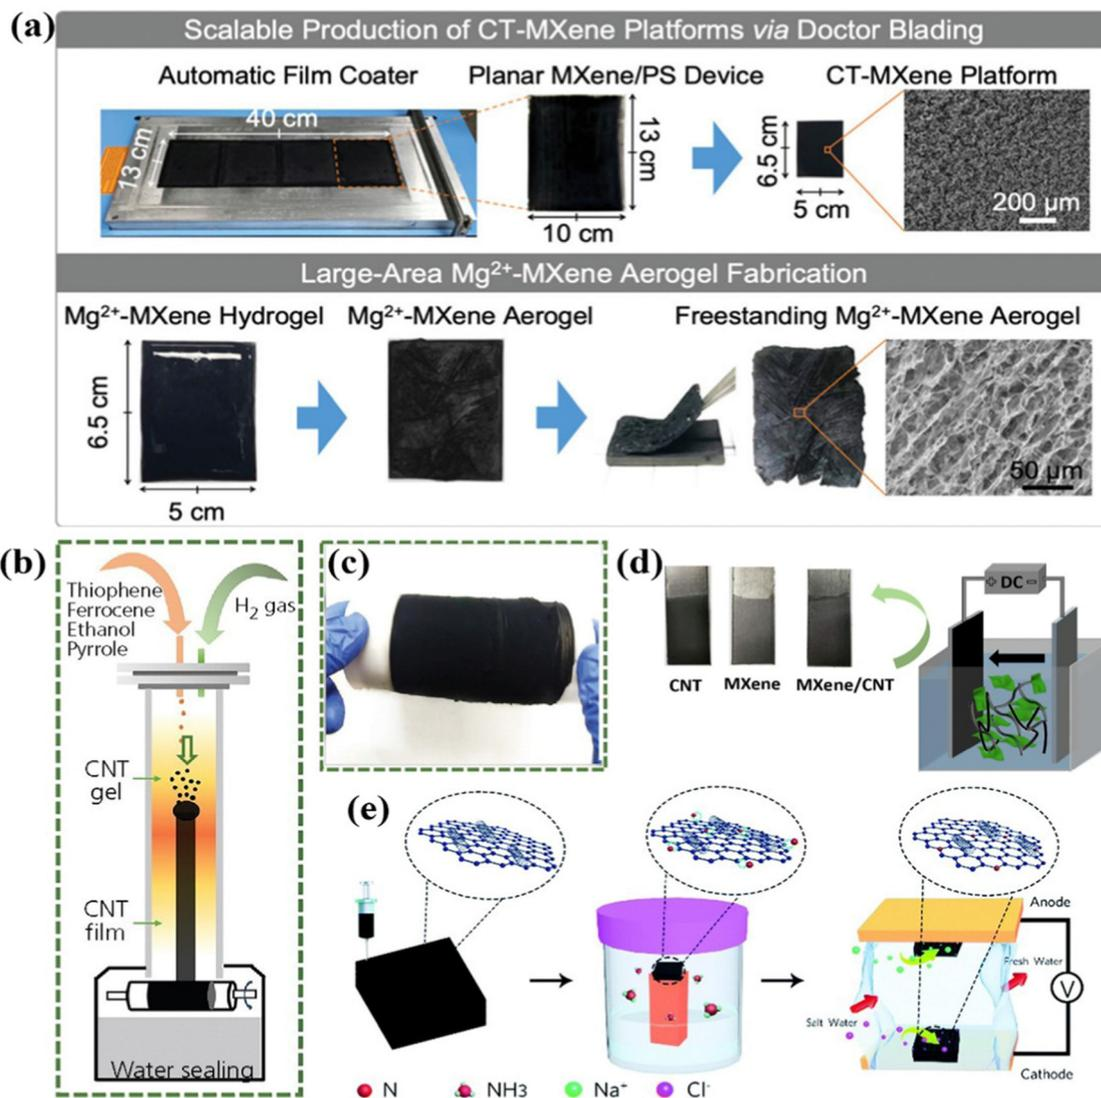 (a)
Scalable Production of CT-MXene Platforms via Doctor Blading
Automatic Film Coater
Planar MXene/PS Device
CT-MXene Platform
40 cm
13 cm
13 cm
10 cm
6.5 cm
5 cm
200 μm
Large-Area Mg²⁺-MXene Aerogel Fabrication
Mg²⁺-MXene Hydrogel
Mg²⁺-MXene Aerogel
Freestanding Mg²⁺-MXene Aerogel
6.5 cm
5 cm
50 μm
(b)
Thiophene
Ferrocene
Ethanol
Pyrrole
H₂ gas
CNT
gel
CNT
film
Water sealing
(c)
(d)
CNT
MXene
MXene/CNT
+ DC -
(e)
Anode
Fresh Water
V
Salt Water
Cathode
N
NH3
Na⁺
Cl⁻